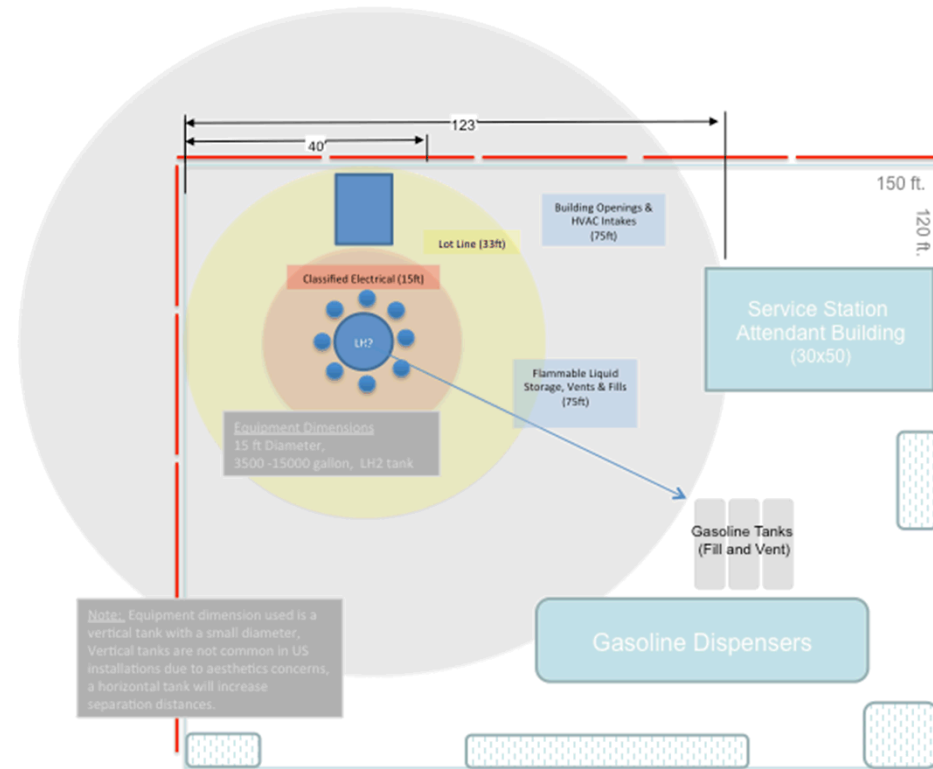 123'
40'
150 ft.
120 ft.
Building Openings &
HVAC Intakes
(75ft)
Lot Line (33ft)
Classified Electrical (15ft)
Service Station
Attendant Building
(30x50)
LH2
Flammable Liquid
Storage, Vents & Fills
(75ft)
Equipment Dimensions
15 ft Diameter,
3500 -15000 gallon, LH2 tank
Gasoline Tanks
(Fill and Vent)
Note: Equipment dimension used is a
vertical tank with a small diameter,
Vertical tanks are not common in US
installations due to aesthetics concerns,
a horizontal tank will increase
separation distances.
Gasoline Dispensers